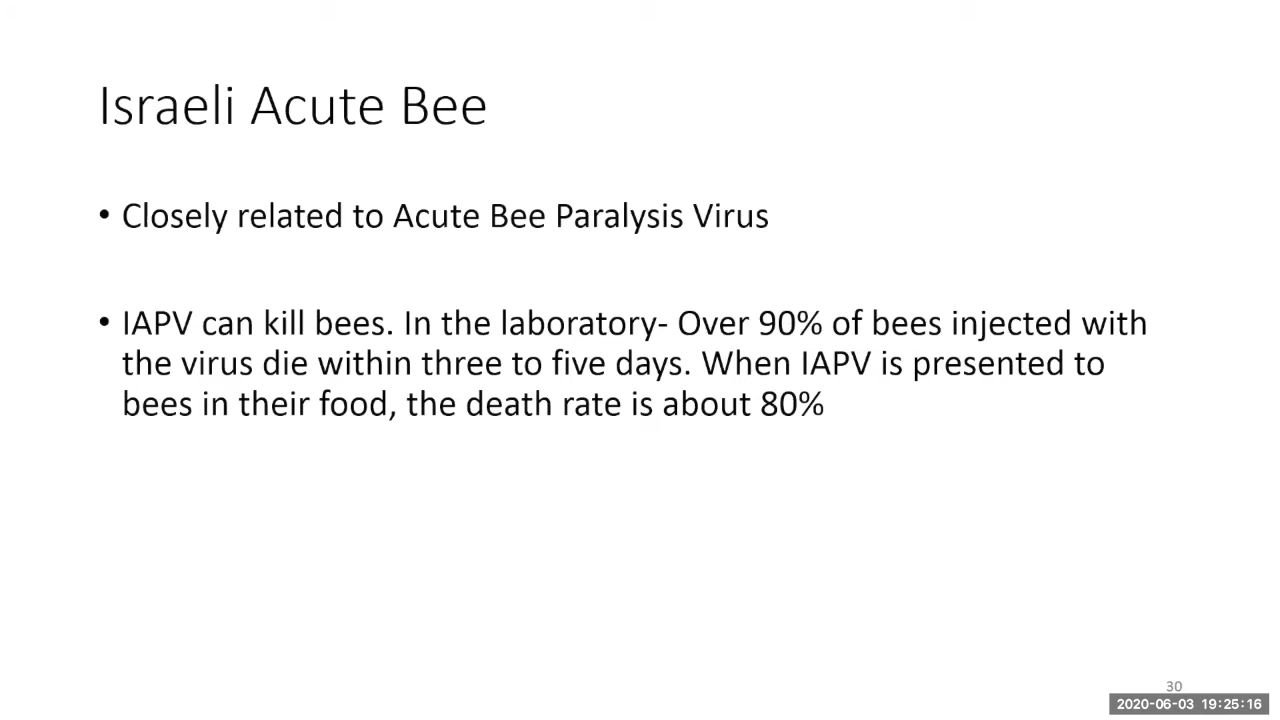 Israeli Acute Bee
• Closely related to Acute Bee Paralysis Virus
• IAPV can kill bees. In the laboratory- Over 90% of bees injected with
the virus die within three to five days. When IAPV is presented to
bees in their food, the death rate is about 80%
30
2020-06-03 19:25:16